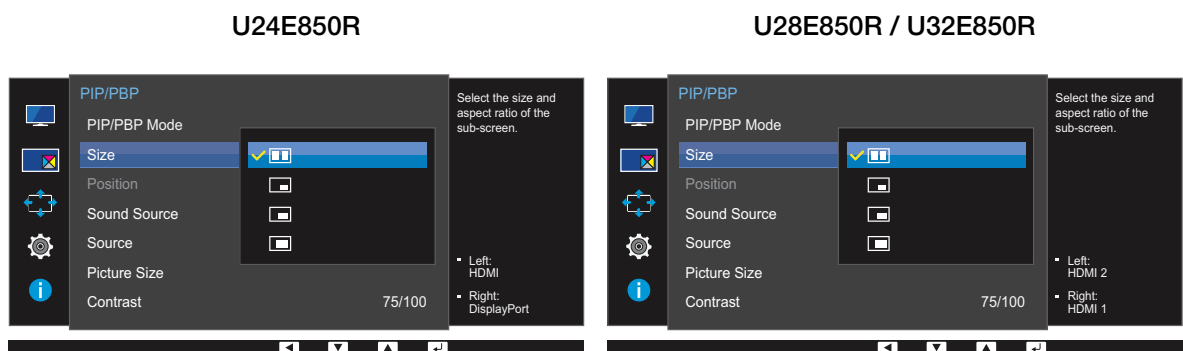 U24E850R
PIP/PBP
PIP/PBP Mode
Size
Position
Sound Source
Source
Picture Size
Contrast 75/100
Select the size and
aspect ratio of the
sub-screen.
Left:
HDMI
Right:
DisplayPort
U28E850R / U32E850R
PIP/PBP
PIP/PBP Mode
Size
Position
Sound Source
Source
Picture Size
Contrast 75/100
Select the size and
aspect ratio of the
sub-screen.
Left:
HDMI 2
Right:
HDMI 1